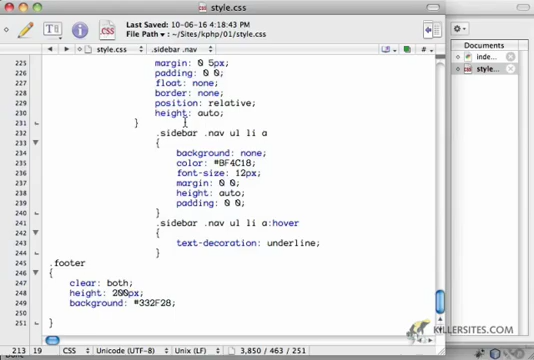 style.css
Last Saved: 10-06-16 at 4:18:43 PM
File Path ▾: ~/Sites/kphp/01/style.css
style.css
.sidebar .nav
#
Documents
inde...
style...
225 margin: 0 5px;
226 padding: 0 0;
227 float: none;
228 border: none;
229 position: relative;
230 height: auto;
231 }
232 .sidebar .nav ul li a
233 {
234 background: none;
235 color: #BF4C18;
236 font-size: 12px;
237 margin: 0 0;
238 height: auto;
239 padding: 0 0;
240 }
241 .sidebar .nav ul li a:hover
242 {
243 text-decoration: underline;
244 }
245 .footer
246 {
247 clear: both;
248 height: 200px;
249 background: #332F28;
250
251 }
KILLERSITES.COM
213 19 CSS Unicode (UTF-8) Unix (LF) 3,850 / 463 / 251